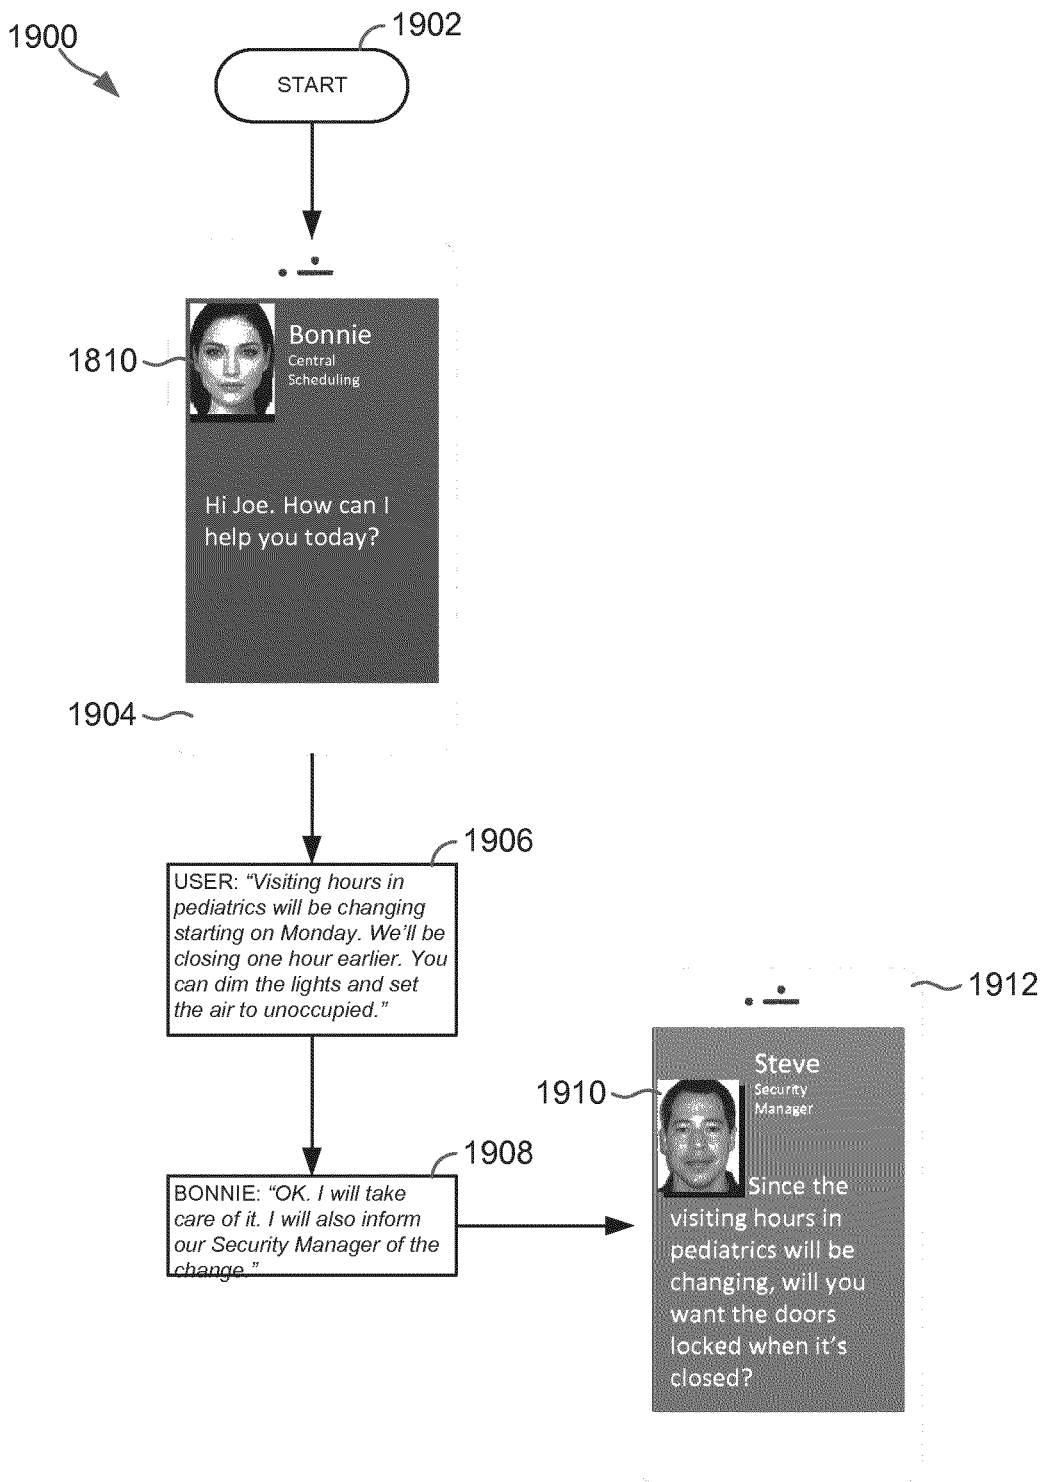 1900
1902
START
1810
Bonnie
Central
Scheduling
Hi Joe. How can I
help you today?
1904
1906
USER: “Visiting hours in
pediatrics will be changing
starting on Monday. We’ll be
closing one hour earlier. You
can dim the lights and set
the air to unoccupied.”
1908
BONNIE: “OK. I will take
care of it. I will also inform
our Security Manager of the
change.”
1912
1910
Steve
Security
Manager
Since the
visiting hours in
pediatrics will be
changing, will you
want the doors
locked when it’s
closed?